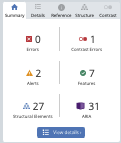 Summary Details Reference Structure Contrast
0 1
Errors Contrast Errors
2 7
Alerts Features
27 31
Structural Elements ARIA
View details ›